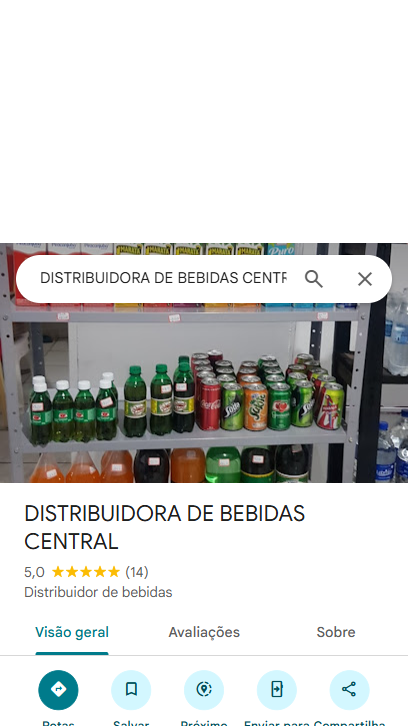 DISTRIBUIDORA DE BEBIDAS CENTR
DISTRIBUIDORA DE BEBIDAS
CENTRAL
5,0 (14)
Distribuidor de bebidas
Visão geral Avaliações Sobre
Rotas Salvar Próximo Enviar para Compartilha